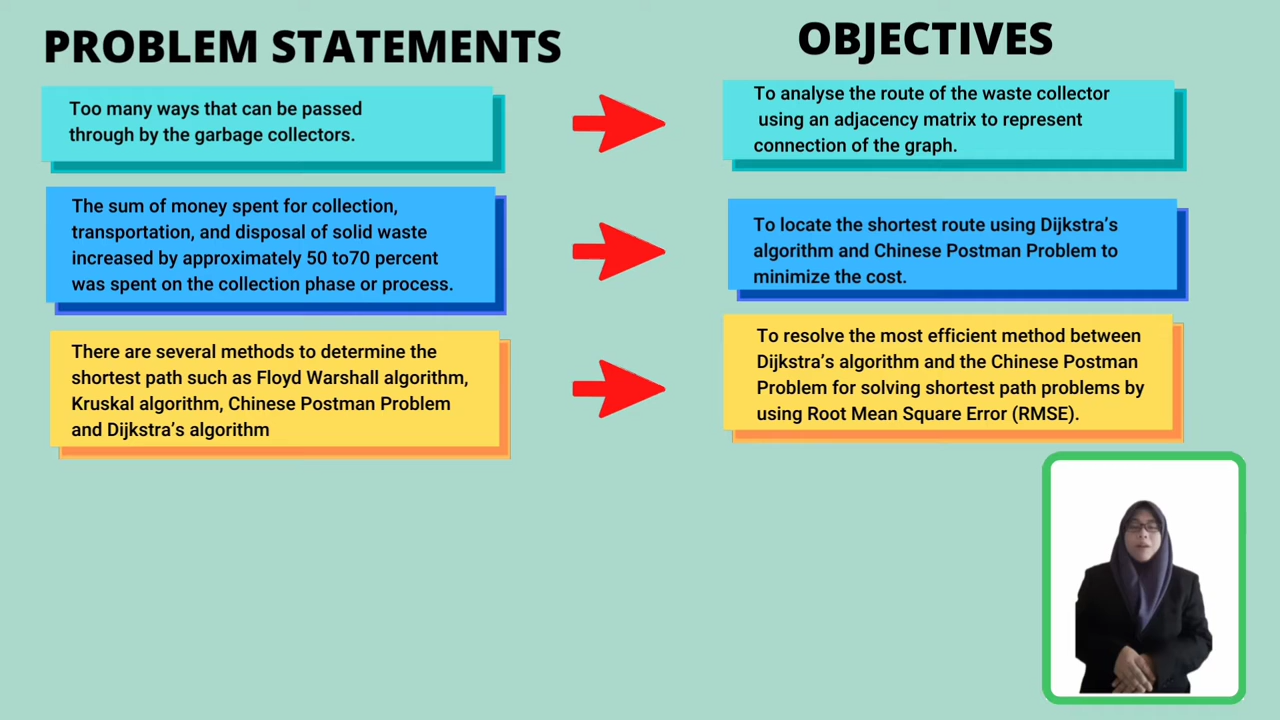 PROBLEM STATEMENTS
Too many ways that can be passed
through by the garbage collectors.
The sum of money spent for collection,
transportation, and disposal of solid waste
increased by approximately 50 to70 percent
was spent on the collection phase or process.
There are several methods to determine the
shortest path such as Floyd Warshall algorithm,
Kruskal algorithm, Chinese Postman Problem
and Dijkstra's algorithm
OBJECTIVES
To analyse the route of the waste collector
using an adjacency matrix to represent
connection of the graph.
To locate the shortest route using Dijkstra's
algorithm and Chinese Postman Problem to
minimize the cost.
To resolve the most efficient method between
Dijkstra's algorithm and the Chinese Postman
Problem for solving shortest path problems by
using Root Mean Square Error (RMSE).